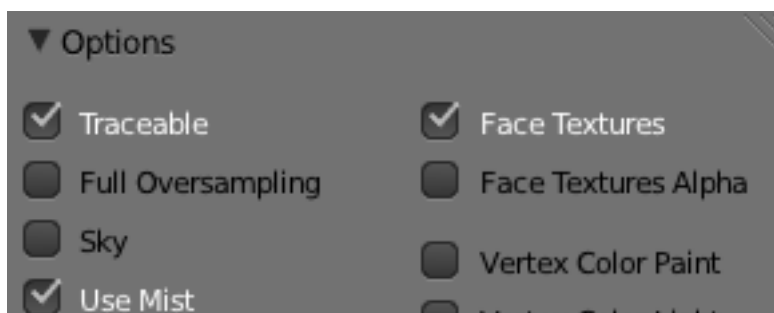 Options
Traceable
Full Oversampling
Sky
Use Mist
Face Textures
Face Textures Alpha
Vertex Color Paint